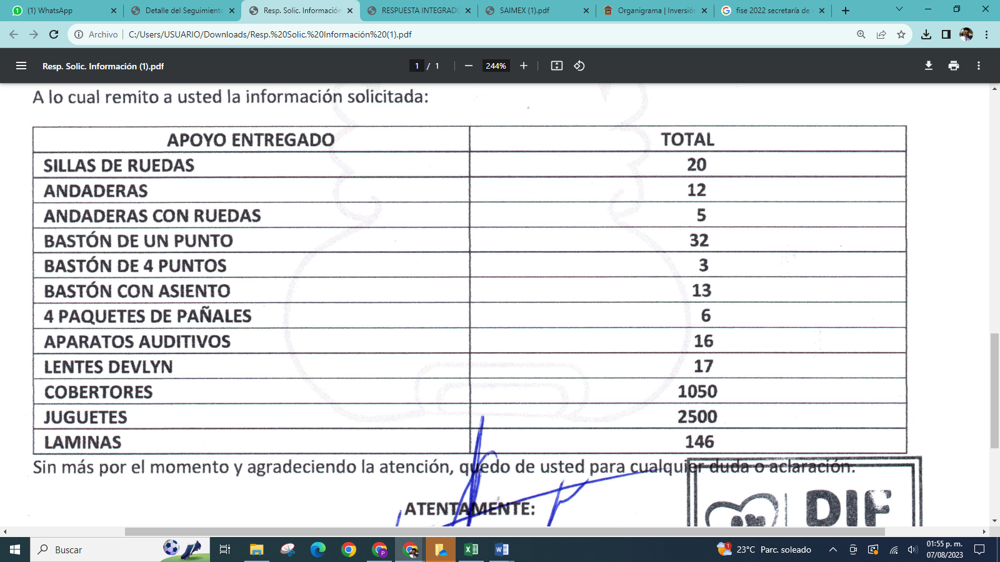 (1) WhatsApp
Detalle del Seguimiento
Resp. Solic. Información
RESPUESTA INTEGRADO
SAIMEX (1).pdf
Organigrama | Inversión
fise 2022 secretaría de
Archivo
C:/Users/USUARIO/Downloads/Resp.%20Solic.%20Información%20(1).pdf
Resp. Solic. Información (1).pdf
1 / 1
244%
A lo cual remito a usted la información solicitada:
APOYO ENTREGADO TOTAL
SILLAS DE RUEDAS 20
ANDADERAS 12
ANDADERAS CON RUEDAS 5
BASTÓN DE UN PUNTO 32
BASTÓN DE 4 PUNTOS 3
BASTÓN CON ASIENTO 13
4 PAQUETES DE PAÑALES 6
APARATOS AUDITIVOS 16
LENTES DEVLYN 17
COBERTORES 1050
JUGUETES 2500
LAMINAS 146
Sin más por el momento y agradeciendo la atención, quedo de usted para cualquier duda o aclaración.
ATENTAMENTE:
DIF
Buscar
23°C Parc. soleado
01:55 p. m.
07/08/2023